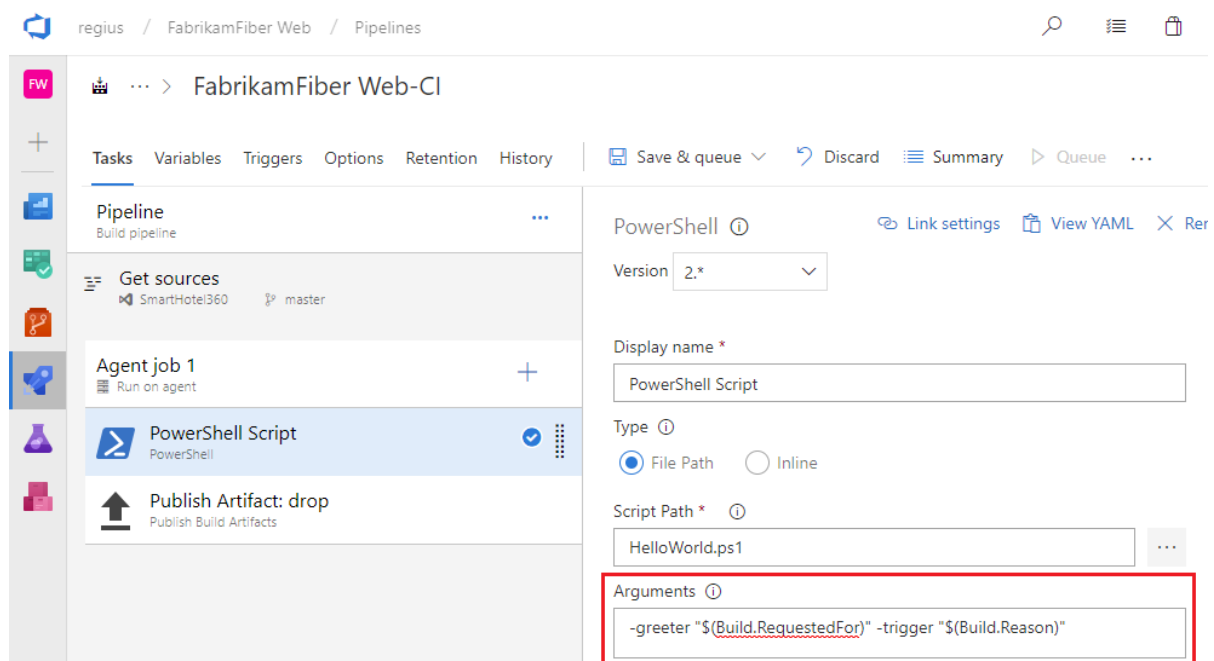 regius / FabrikamFiber Web / Pipelines
FW
... > FabrikamFiber Web-CI
Tasks Variables Triggers Options Retention History
Save & queue Discard Summary Queue ...
Pipeline ...
Build pipeline
Get sources
SmartHotel360 master
Agent job 1
Run on agent
PowerShell Script
PowerShell
Publish Artifact: drop
Publish Build Artifacts
PowerShell
Link settings View YAML
Version 2.*
Display name *
PowerShell Script
Type
File Path Inline
Script Path *
HelloWorld.ps1 ...
Arguments
-greeter "$(Build.RequestedFor)" -trigger "$(Build.Reason)"